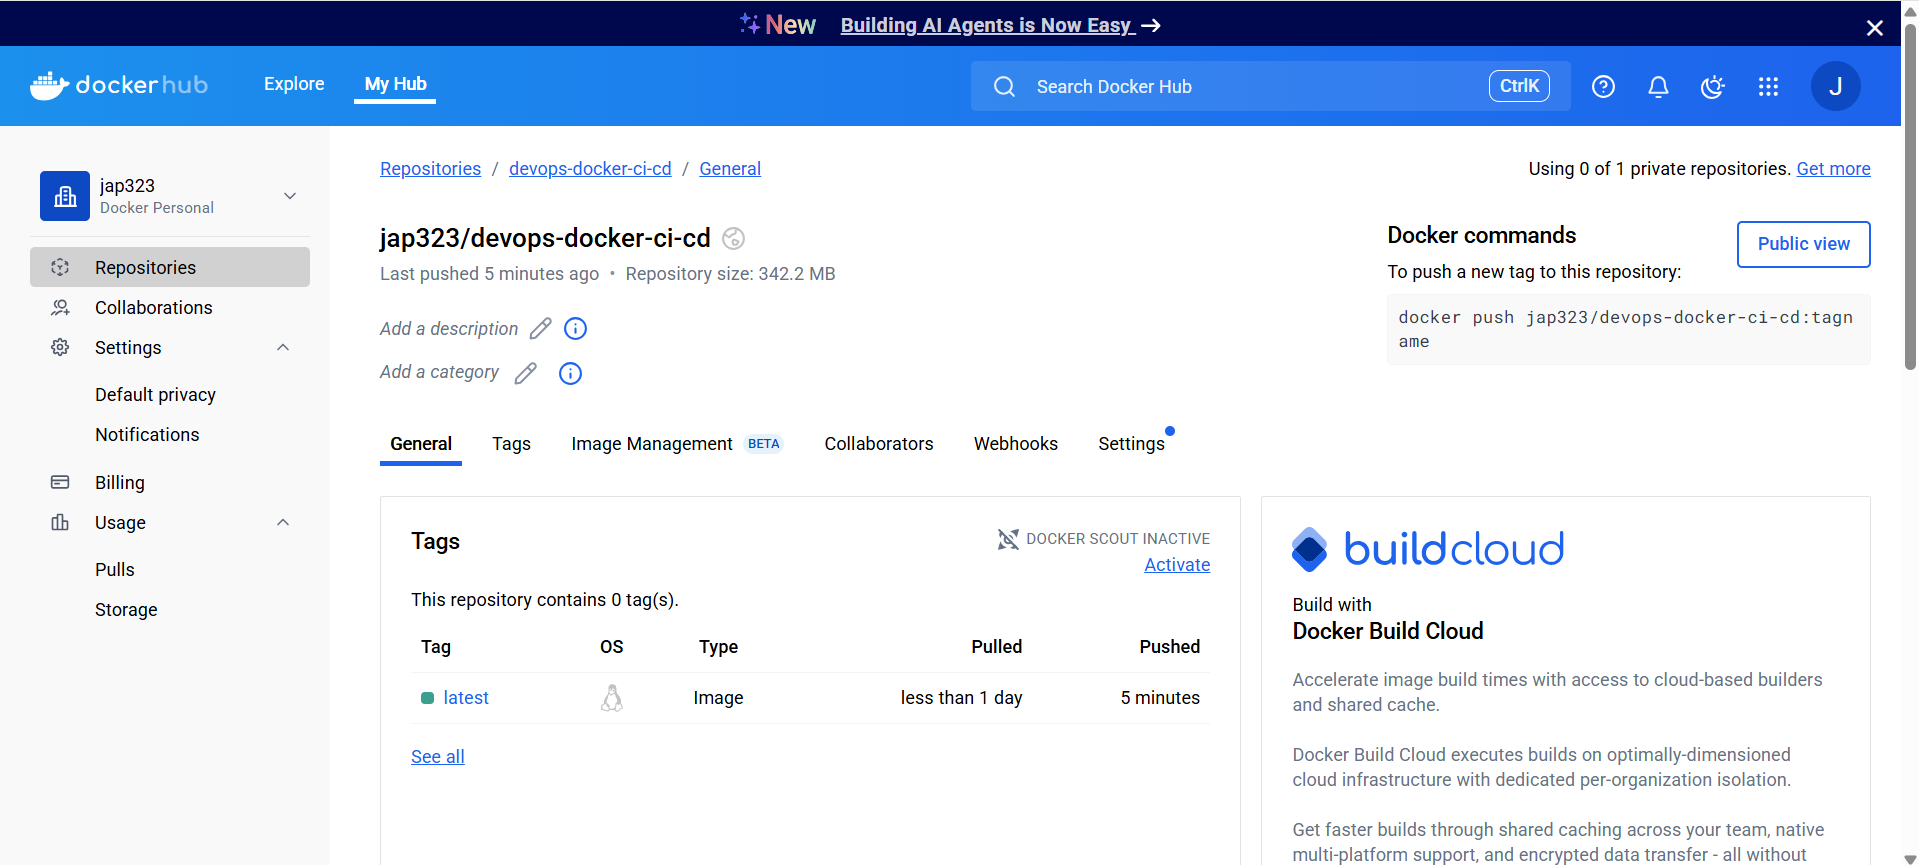 New Building AI Agents is Now Easy →
dockerhub
Explore
My Hub
Search Docker Hub
CtrlK
J
jap323
Docker Personal
Repositories
Collaborations
Settings
Default privacy
Notifications
Billing
Usage
Pulls
Storage
Repositories / devops-docker-ci-cd / General
Using 0 of 1 private repositories. Get more
jap323/devops-docker-ci-cd
Last pushed 5 minutes ago • Repository size: 342.2 MB
Add a description
Add a category
Docker commands
Public view
To push a new tag to this repository:
docker push jap323/devops-docker-ci-cd:tagn
ame
General Tags Image Management BETA Collaborators Webhooks Settings
Tags
DOCKER SCOUT INACTIVE
Activate
This repository contains 0 tag(s).
Tag OS Type Pulled Pushed
latest Image less than 1 day 5 minutes
See all
buildcloud
Build with
Docker Build Cloud
Accelerate image build times with access to cloud-based builders
and shared cache.
Docker Build Cloud executes builds on optimally-dimensioned
cloud infrastructure with dedicated per-organization isolation.
Get faster builds through shared caching across your team, native
multi-platform support, and encrypted data transfer - all without